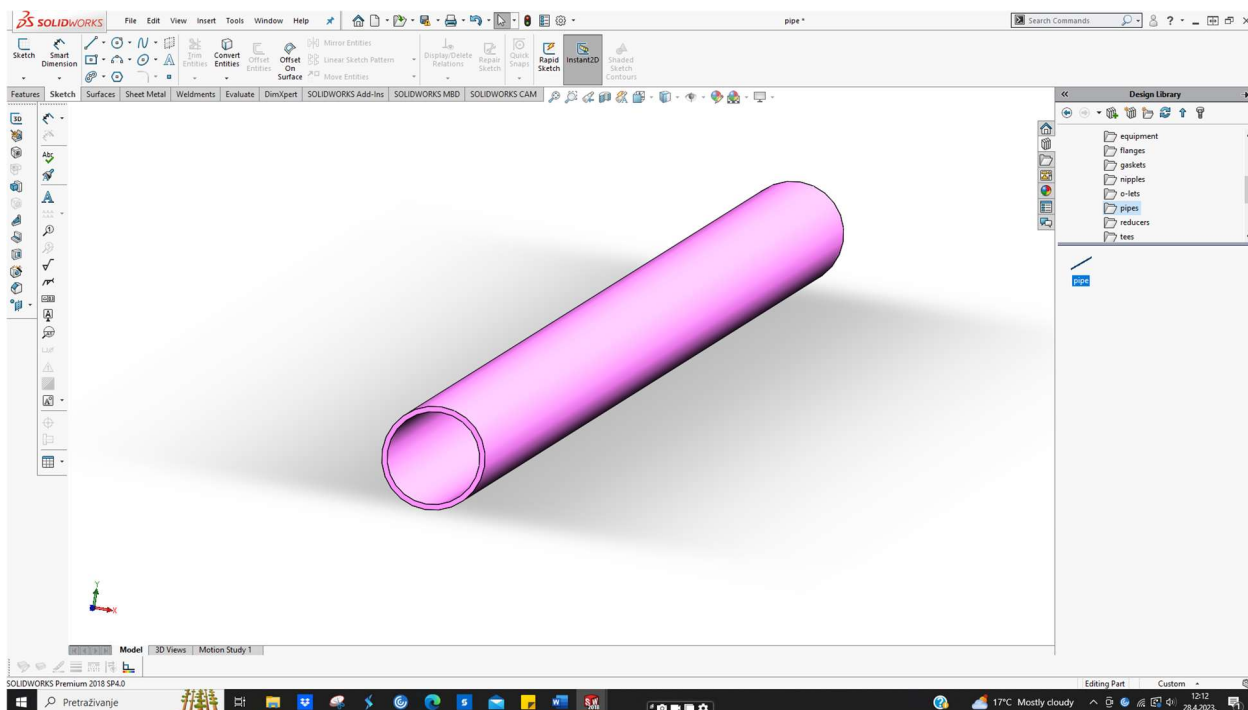 SOLIDWORKS File Edit View Insert Tools Window Help pipe * Search Commands
Sketch Smart Dimension Trim Entities Convert Entities Offset Entities Offset On Surface Mirror Entities Linear Sketch Pattern Move Entities Display/Delete Relations Repair Sketch Quick Snaps Rapid Sketch Instant2D Shaded Sketch Contours
Features Sketch Surfaces Sheet Metal Weldments Evaluate DimXpert SOLIDWORKS Add-Ins SOLIDWORKS MBD SOLIDWORKS CAM
Design Library
equipment
flanges
gaskets
nipples
o-lets
pipes
reducers
tees
pipe
Y
X
Model 3D Views Motion Study 1
SOLIDWORKS Premium 2018 SP4.0 Editing Part Custom
Pretraživanje 17°C Mostly cloudy 12:12
28.4.2023.